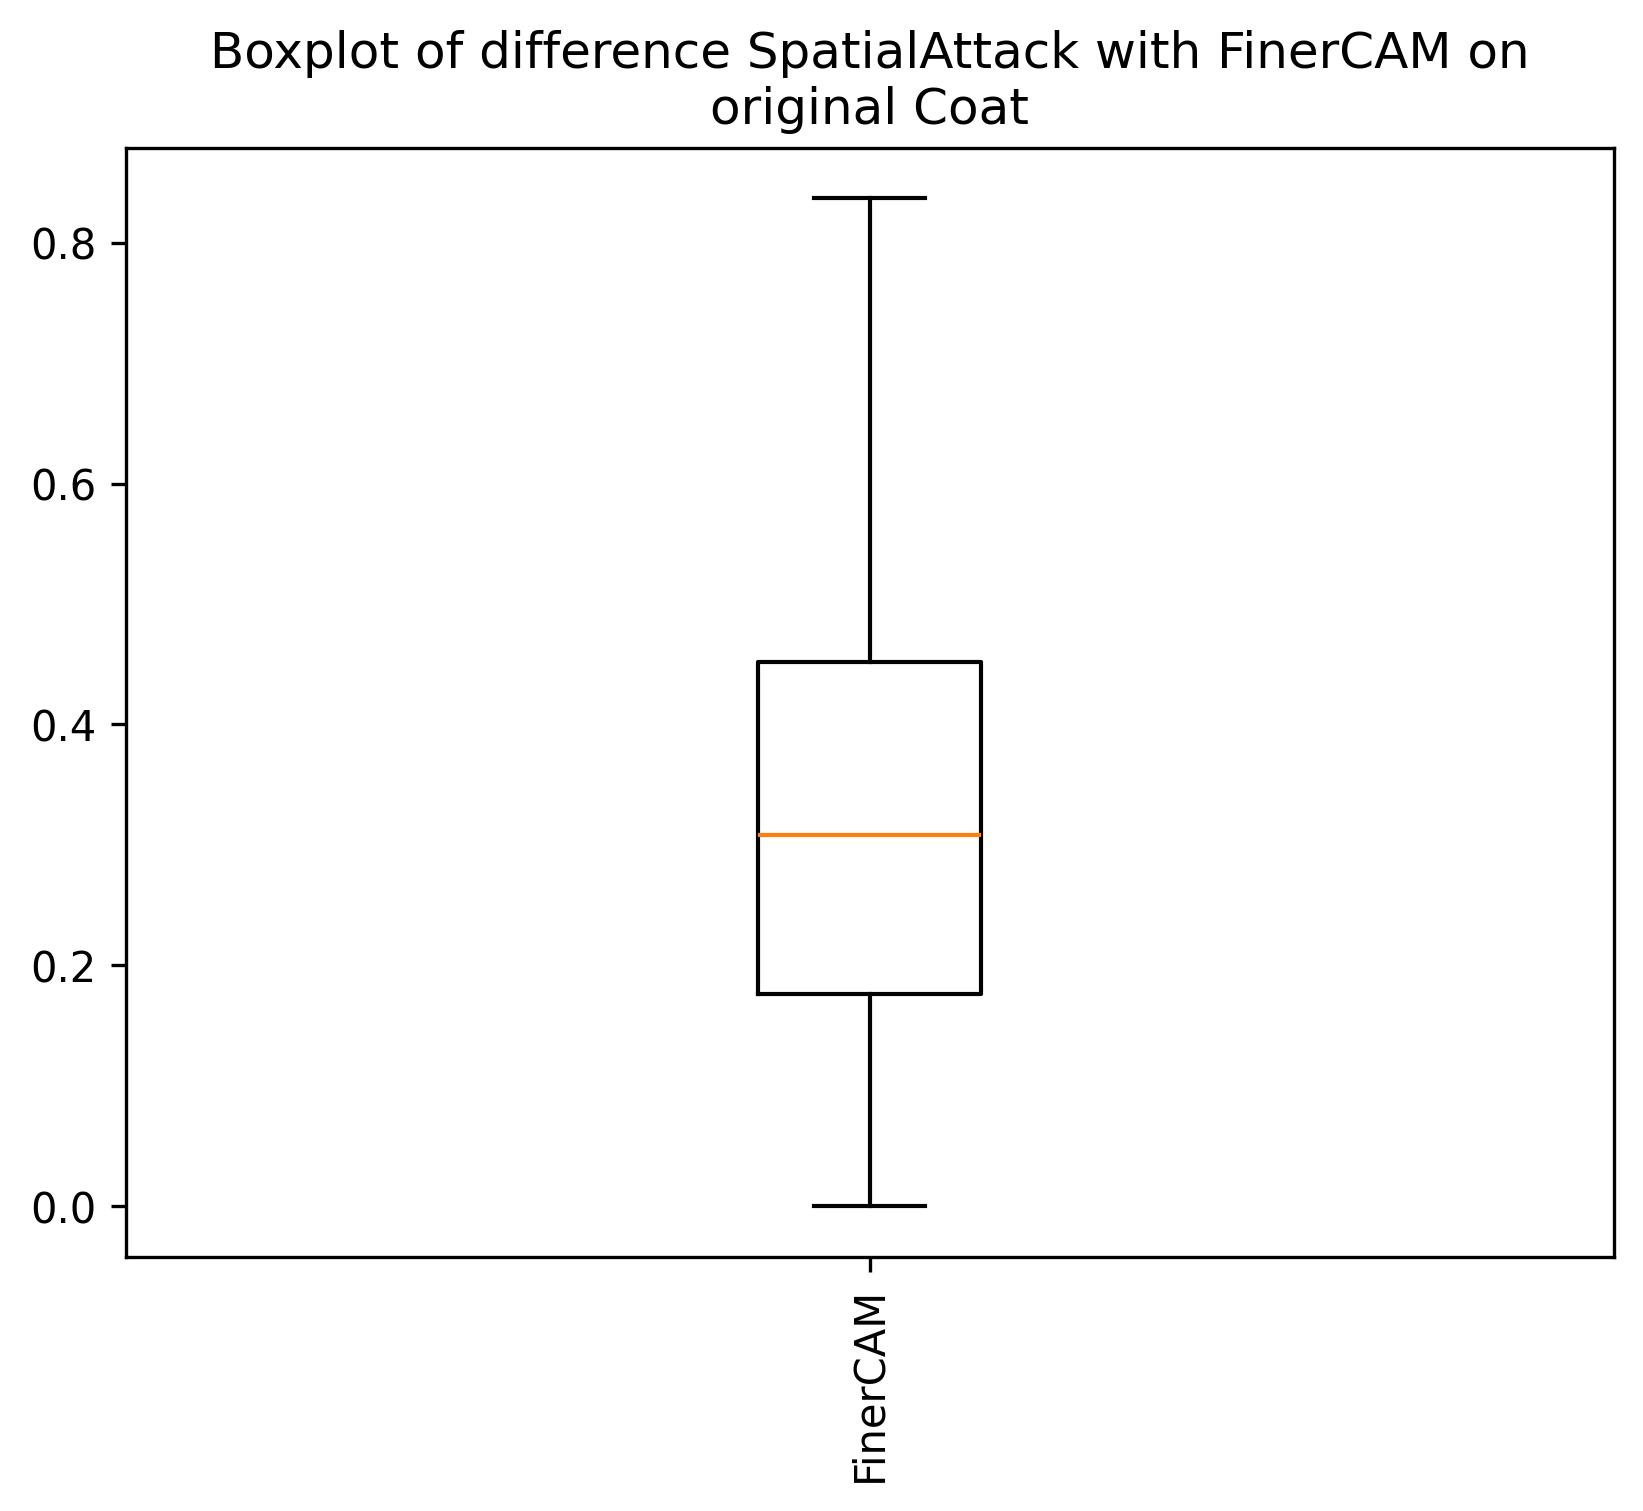 Boxplot of difference SpatialAttack with FinerCAM on
original Coat
0.8
0.6
0.4
0.2
0.0
FinerCAM